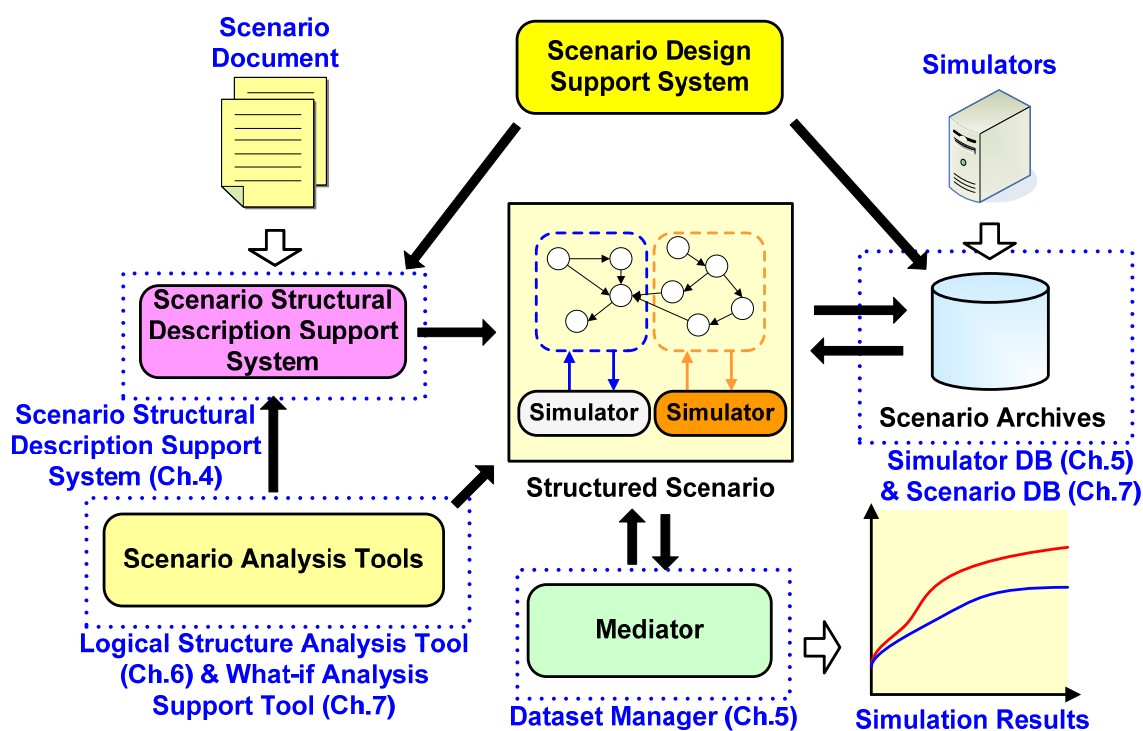 Scenario
Document
Scenario Design
Support System
Simulators
Scenario Structural
Description Support
System
Scenario Structural
Description Support
System (Ch.4)
Simulator
Simulator
Structured Scenario
Scenario Archives
Simulator DB (Ch.5)
& Scenario DB (Ch.7)
Scenario Analysis Tools
Logical Structure Analysis Tool
(Ch.6) & What-if Analysis
Support Tool (Ch.7)
Mediator
Dataset Manager (Ch.5)
Simulation Results